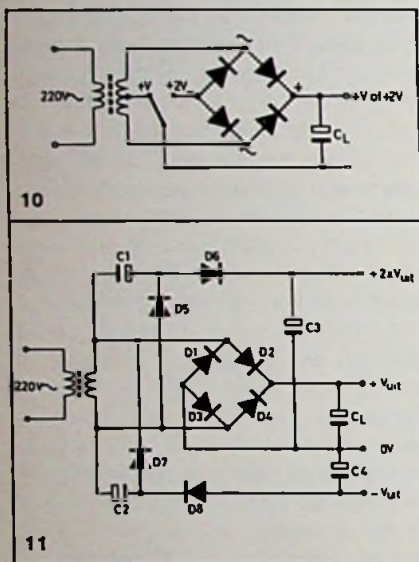 220V~
+V
+2V
~
+
~
+V of +2V
CL
10
C1
D6
+ 2xVuit
D5
C3
D1
D2
220V~
+ Vuit
D3
D4
CL
0V
D7
C4
C2
D8
- Vuit
11